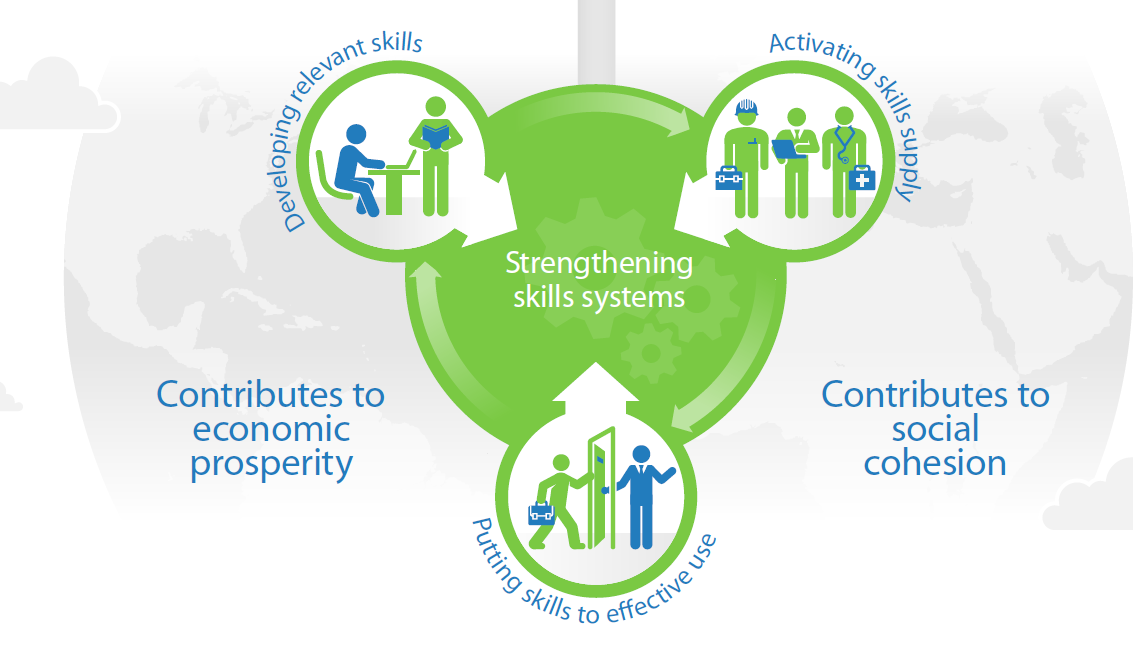 Developing relevant skills
Activating skills supply
Strengthening
skills systems
Contributes to
economic
prosperity
Contributes to
social
cohesion
Putting skills to effective use